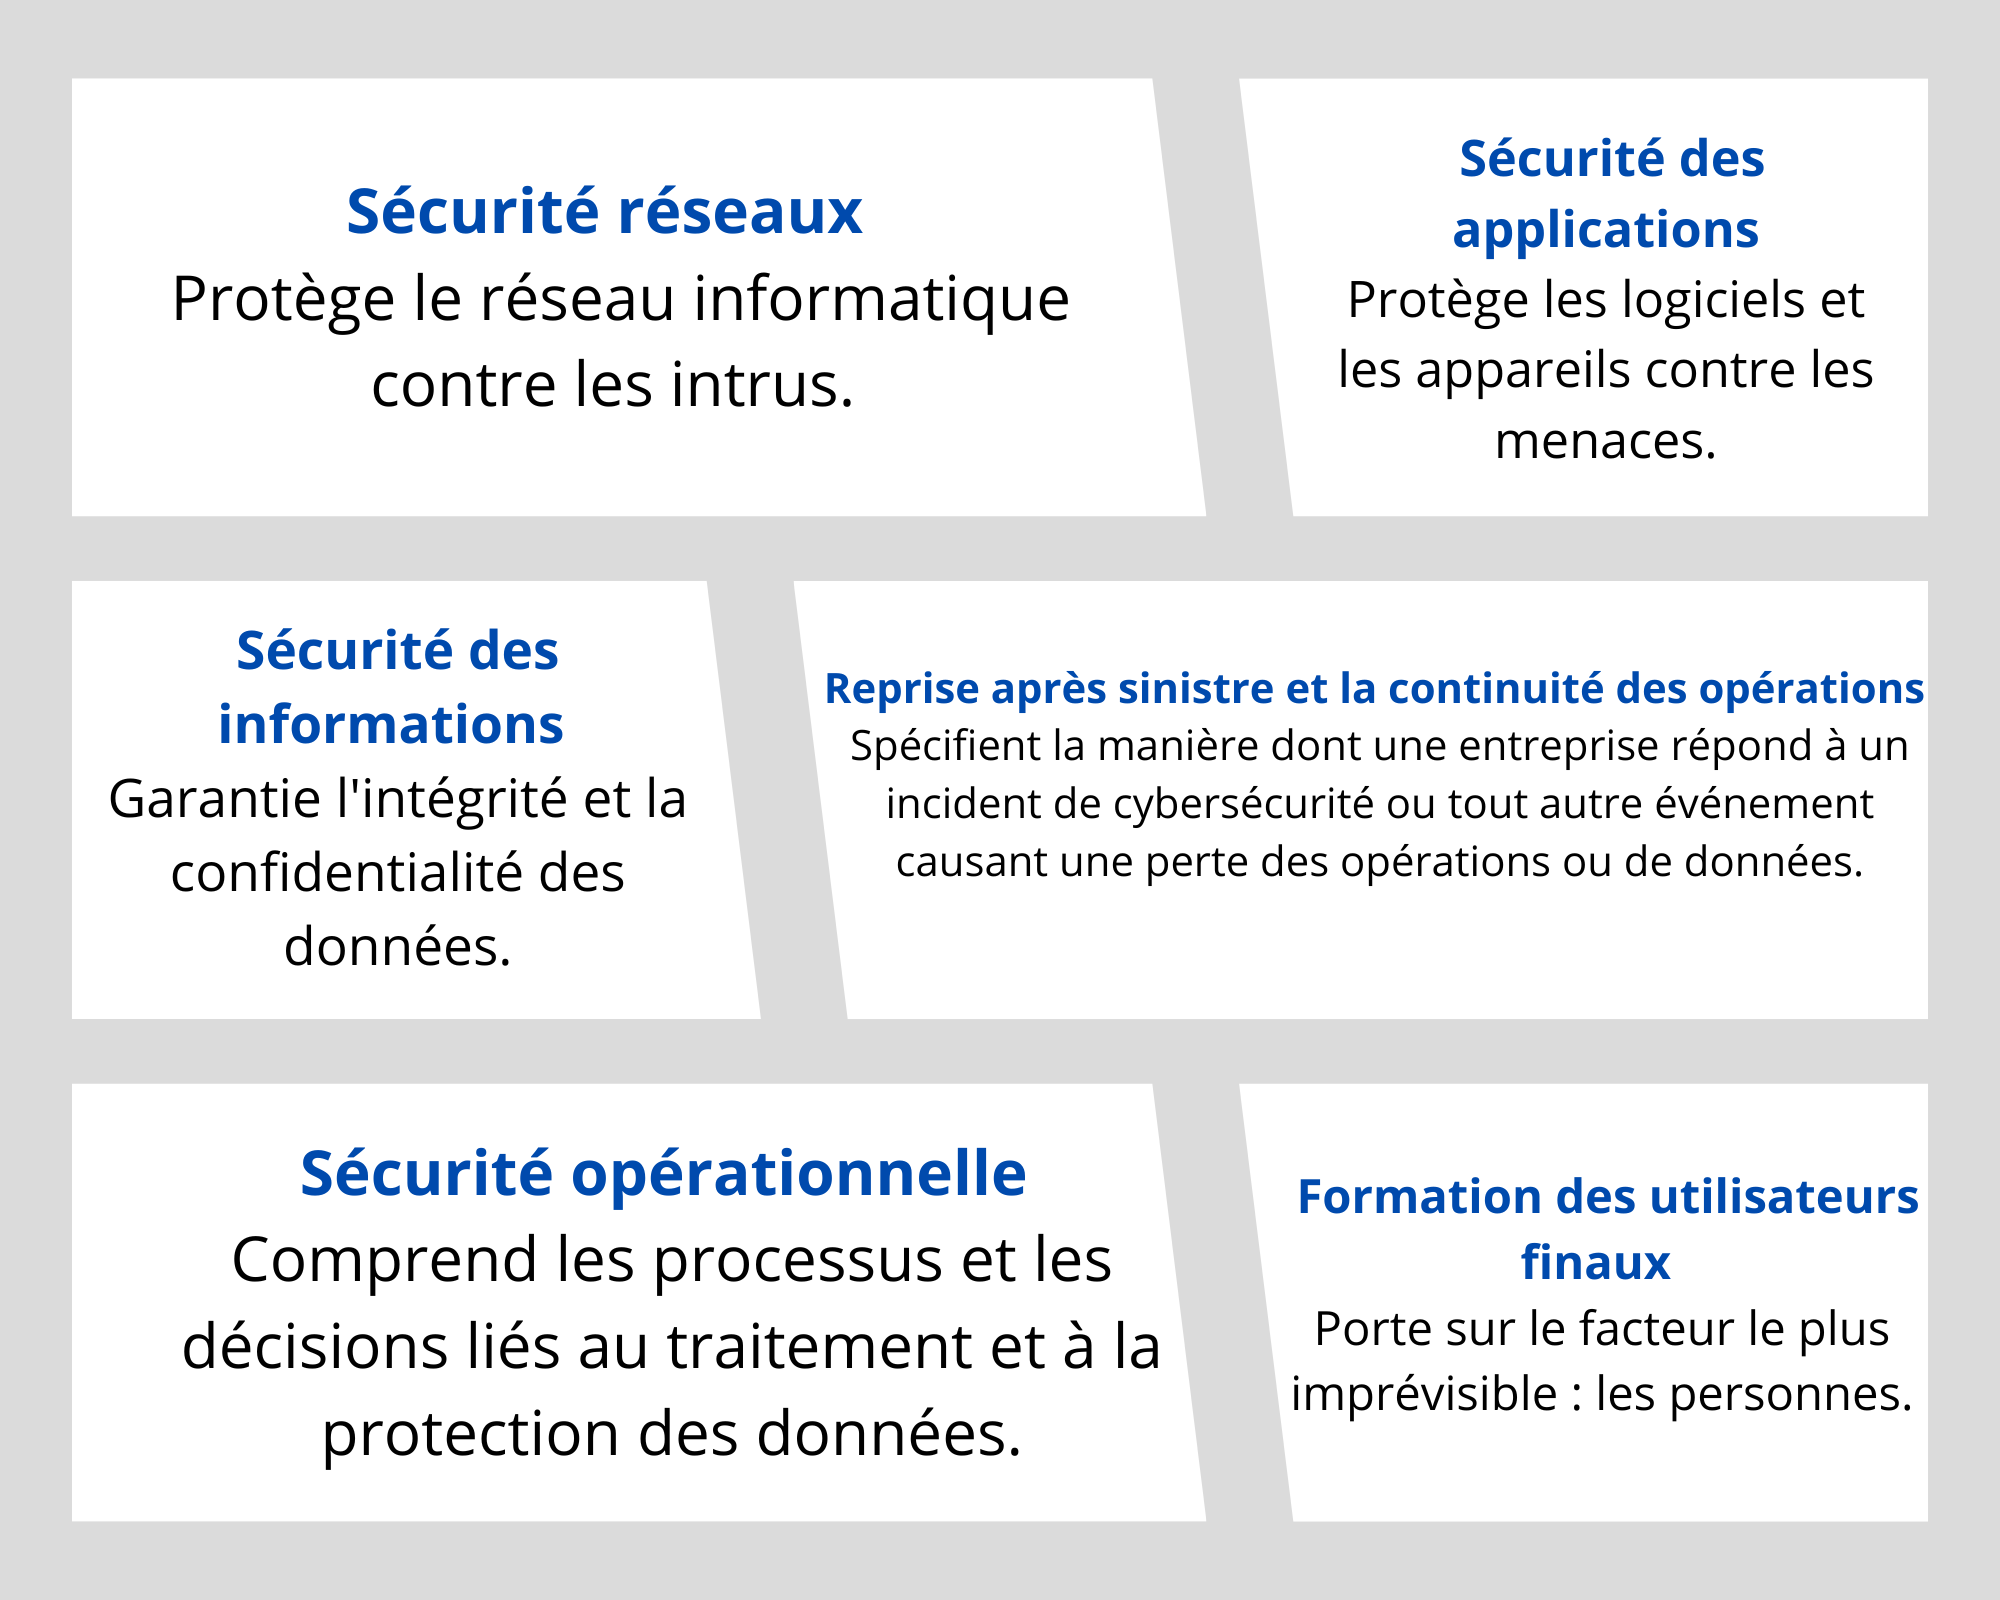 Sécurité réseaux
Protège le réseau informatique
contre les intrus.
Sécurité des
applications
Protège les logiciels et
les appareils contre les
menaces.
Sécurité des
informations
Garantie l'intégrité et la
confidentialité des
données.
Reprise après sinistre et la continuité des opérations
Spécifient la manière dont une entreprise répond à un
incident de cybersécurité ou tout autre événement
causant une perte des opérations ou de données.
Sécurité opérationnelle
Comprend les processus et les
décisions liés au traitement et à la
protection des données.
Formation des utilisateurs
finaux
Porte sur le facteur le plus
imprévisible : les personnes.